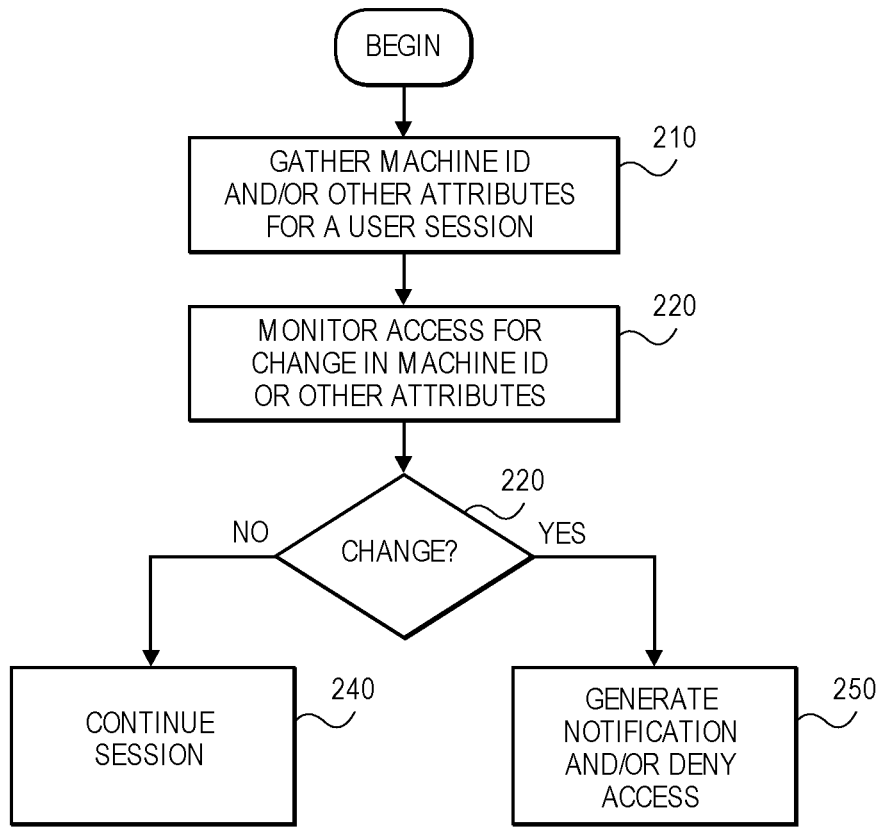 BEGIN
210
GATHER MACHINE ID
AND/OR OTHER ATTRIBUTES
FOR A USER SESSION
220
MONITOR ACCESS FOR
CHANGE IN MACHINE ID
OR OTHER ATTRIBUTES
220
NO
YES
CHANGE?
240
CONTINUE
SESSION
250
GENERATE
NOTIFICATION
AND/OR DENY
ACCESS